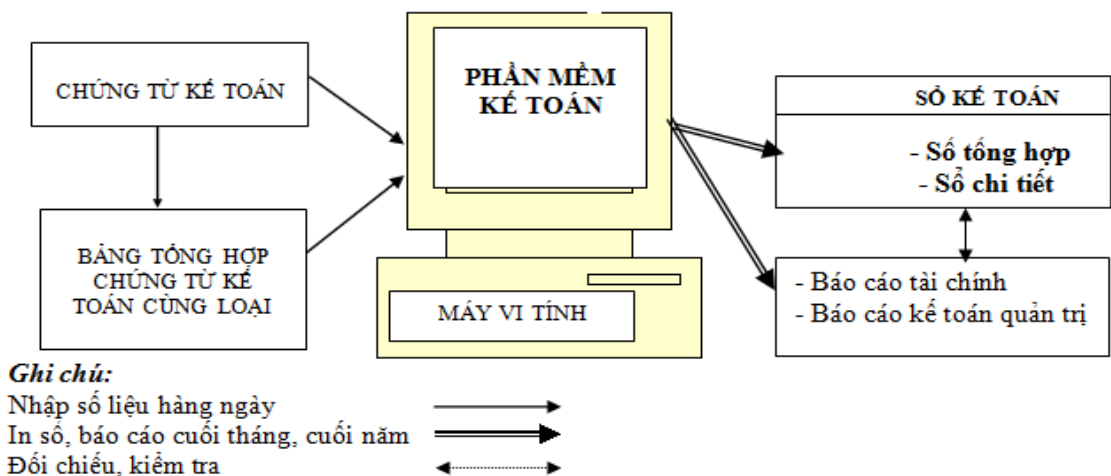 CHỨNG TỪ KẾ TOÁN
BẢNG TỔNG HỢP
CHỨNG TỪ KẾ
TOÁN CÙNG LOẠI
PHẦN MỀM
KẾ TOÁN
MÁY VI TÍNH
SỔ KẾ TOÁN
- Sổ tổng hợp
- Sổ chi tiết
- Báo cáo tài chính
- Báo cáo kế toán quản trị
Ghi chú:
Nhập số liệu hàng ngày
In sổ, báo cáo cuối tháng, cuối năm
Đối chiếu, kiểm tra